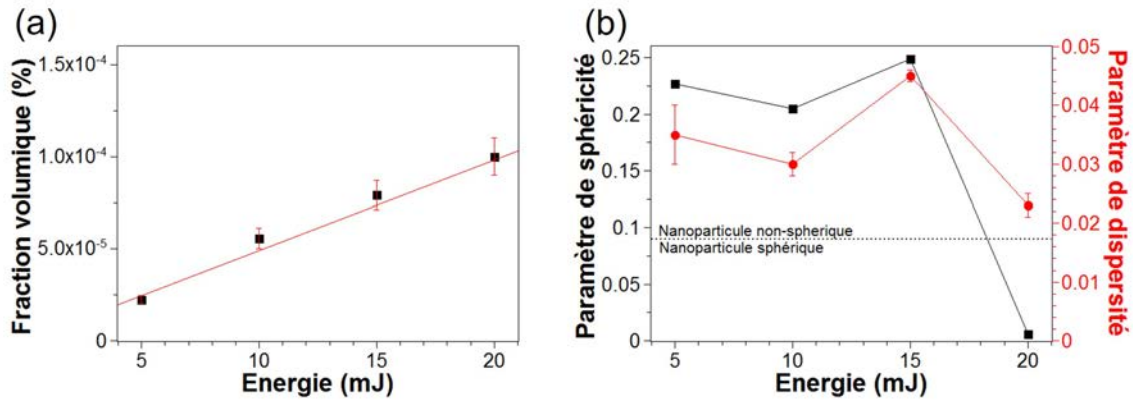 (a)
Fraction volumique (%)
1.5x10⁻⁴
1.0x10⁻⁴
5.0x10⁻⁵
0
5
10
15
20
Energie (mJ)
(b)
Paramètre de sphéricité
0.25
0.2
0.15
0.1
0.05
0
Nanoparticule non-spherique
Nanoparticule sphérique
5
10
15
20
Energie (mJ)
0.05
0.04
0.03
0.02
0.01
0.00
Paramètre de dispersité